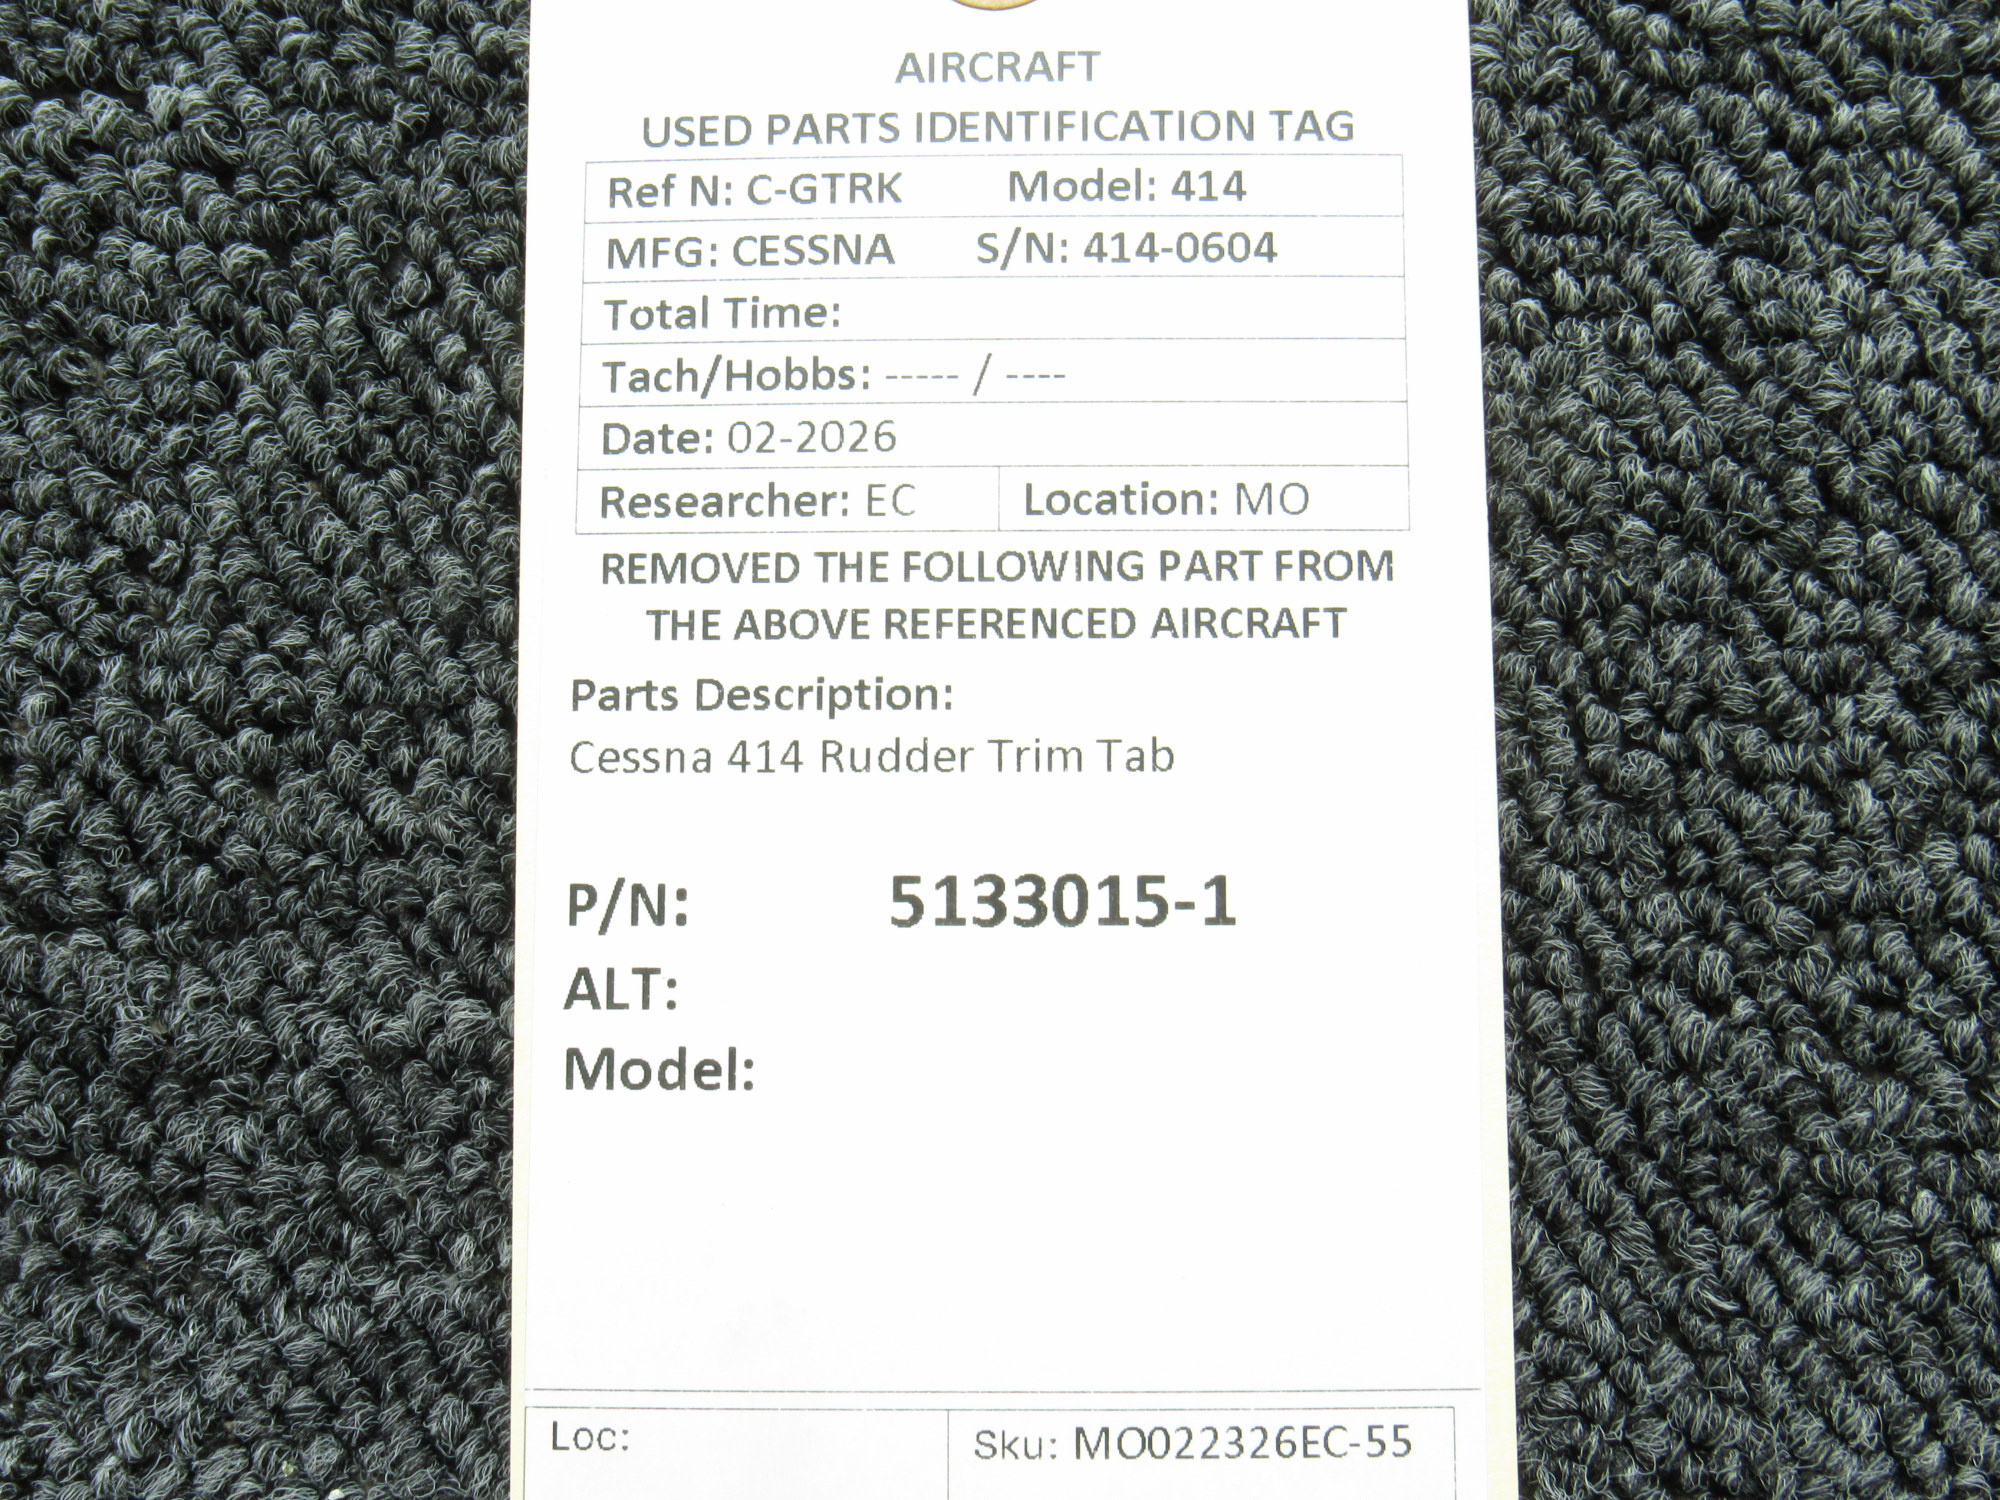 AIRCRAFT
USED PARTS IDENTIFICATION TAG
Ref N: C-GTRK Model: 414
MFG: CESSNA S/N: 414-0604
Total Time:
Tach/Hobbs: ----- / ----
Date: 02-2026
Researcher: EC Location: MO
REMOVED THE FOLLOWING PART FROM
THE ABOVE REFERENCED AIRCRAFT
Parts Description:
Cessna 414 Rudder Trim Tab
P/N: 5133015-1
ALT:
Model:
Loc: Sku: MO022326EC-55